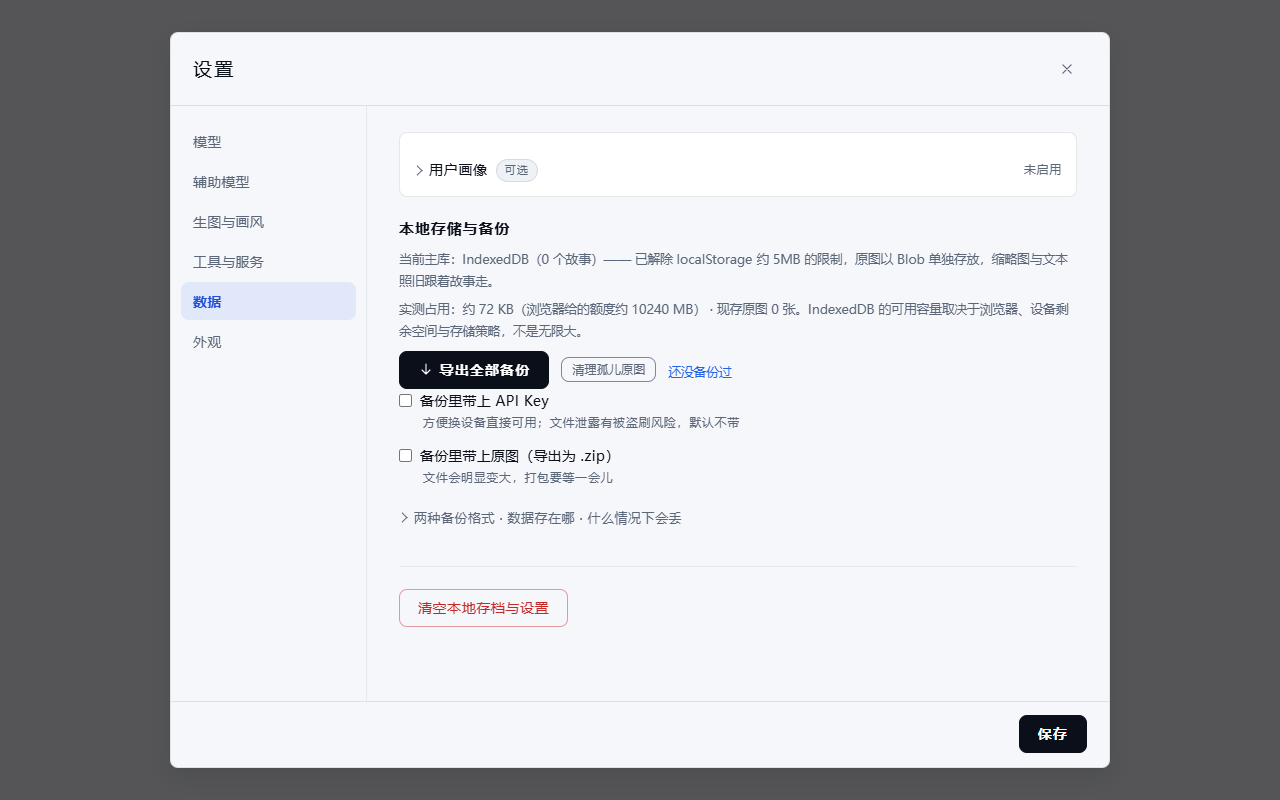 设置
模型
辅助模型
生图与画风
工具与服务
数据
外观
用户画像 可选 未启用
本地存储与备份
当前主库：IndexedDB（0 个故事）—— 已解除 localStorage 约 5MB 的限制，原图以 Blob 单独存放，缩略图与文本
照旧跟着故事走。
实测占用：约 72 KB（浏览器给的额度约 10240 MB） · 现存原图 0 张。IndexedDB 的可用容量取决于浏览器、设备剩
余空间与存储策略，不是无限大。
↓ 导出全部备份 清理孤儿原图 还没备份过
备份里带上 API Key
方便换设备直接可用；文件泄露有被盗刷风险，默认不带
备份里带上原图（导出为 .zip）
文件会明显变大，打包要等一会儿
两种备份格式 · 数据存在哪 · 什么情况下会丢
清空本地存档与设置
保存